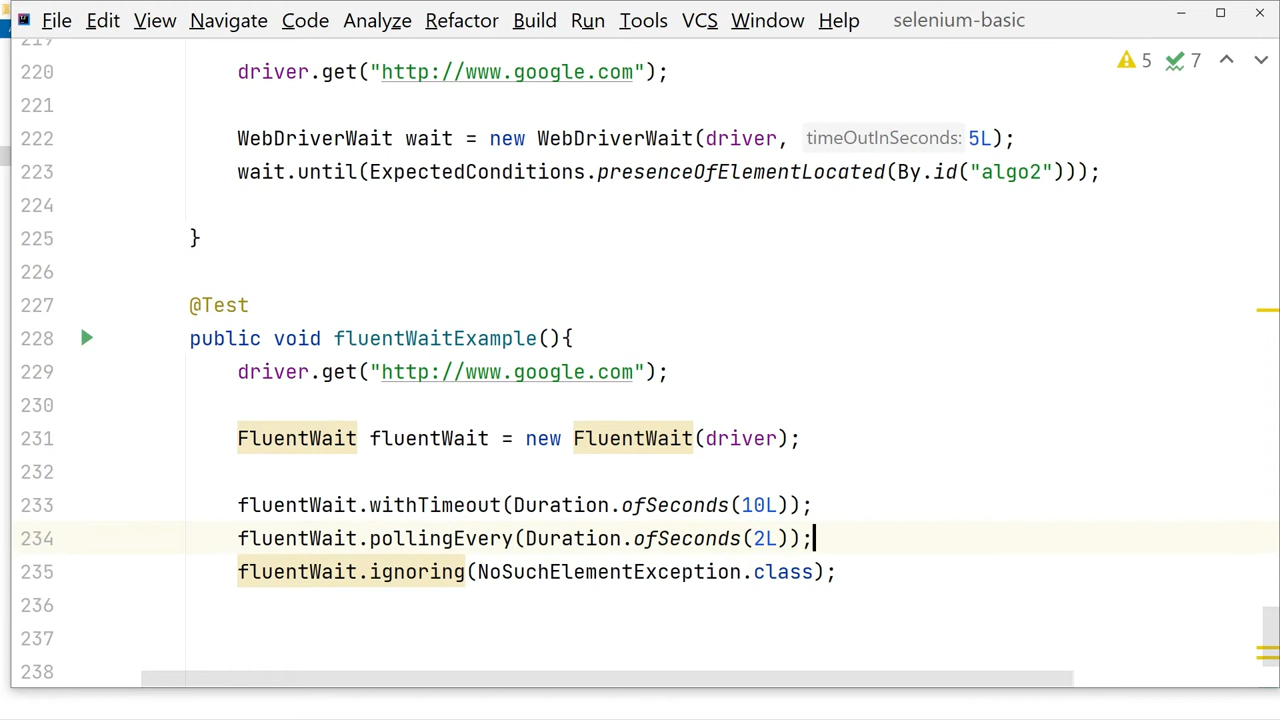 File Edit View Navigate Code Analyze Refactor Build Run Tools VCS Window Help selenium-basic
219
220 driver.get("http://www.google.com"); 5 7
221
222 WebDriverWait wait = new WebDriverWait(driver, timeOutInSeconds: 5L);
223 wait.until(ExpectedConditions.presenceOfElementLocated(By.id("algo2")));
224
225 }
226
227 @Test
228 public void fluentWaitExample(){
229 driver.get("http://www.google.com");
230
231 FluentWait fluentWait = new FluentWait(driver);
232
233 fluentWait.withTimeout(Duration.ofSeconds(10L));
234 fluentWait.pollingEvery(Duration.ofSeconds(2L));
235 fluentWait.ignoring(NoSuchElementException.class);
236
237
238